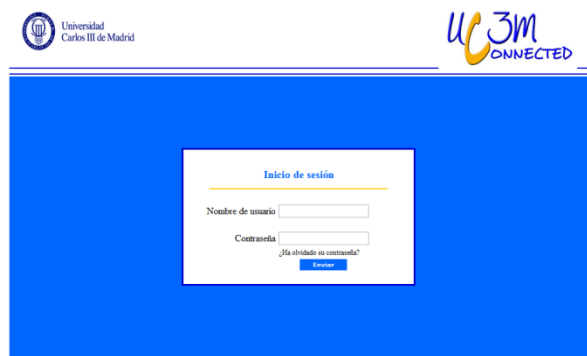 Universidad
Carlos III de Madrid
UC3M
CONNECTED
Inicio de sesión
Nombre de usuario
Contraseña
¿Ha olvidado su contraseña?
Enviar